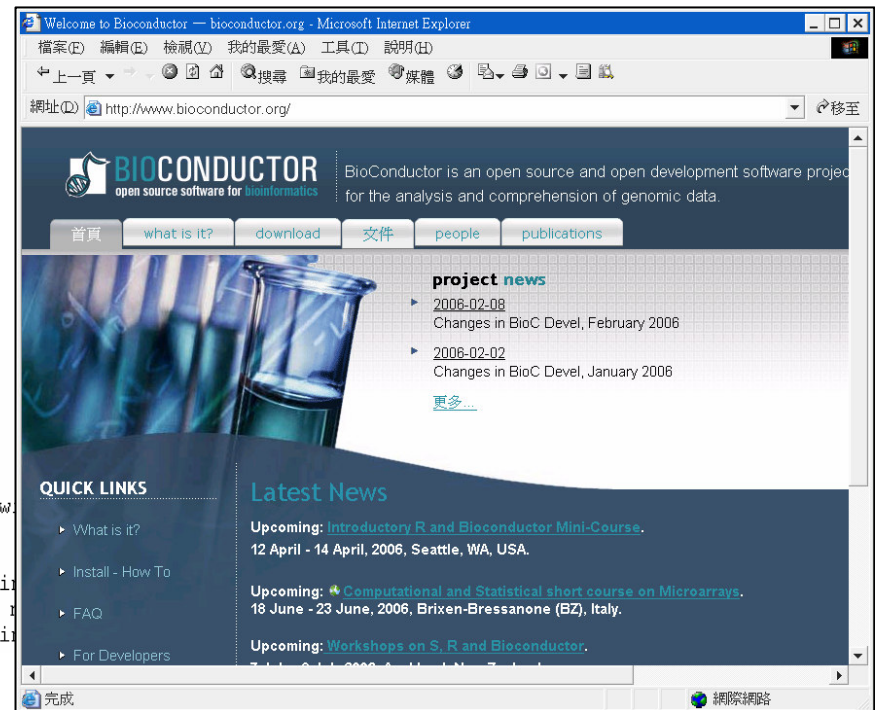 Welcome to Bioconductor — bioconductor.org - Microsoft Internet Explorer
檔案(F) 編輯(E) 檢視(V) 我的最愛(A) 工具(T) 說明(H)
上一頁 搜尋 我的最愛 媒體
網址(D) http://www.bioconductor.org/ 移至
BIOCONDUCTOR
open source software for bioinformatics
BioConductor is an open source and open development software projec
for the analysis and comprehension of genomic data.
首頁 what is it? download 文件 people publications
project news
2006-02-08
Changes in BioC Devel, February 2006
2006-02-02
Changes in BioC Devel, January 2006
更多...
QUICK LINKS
What is it?
Install - How To
FAQ
For Developers
Latest News
Upcoming: Introductory R and Bioconductor Mini-Course.
12 April - 14 April, 2006, Seattle, WA, USA.
Upcoming: Computational and Statistical short course on Microarrays.
18 June - 23 June, 2006, Brixen-Bressanone (BZ), Italy.
Upcoming: Workshops on S, R and Bioconductor.
完成 網際網路